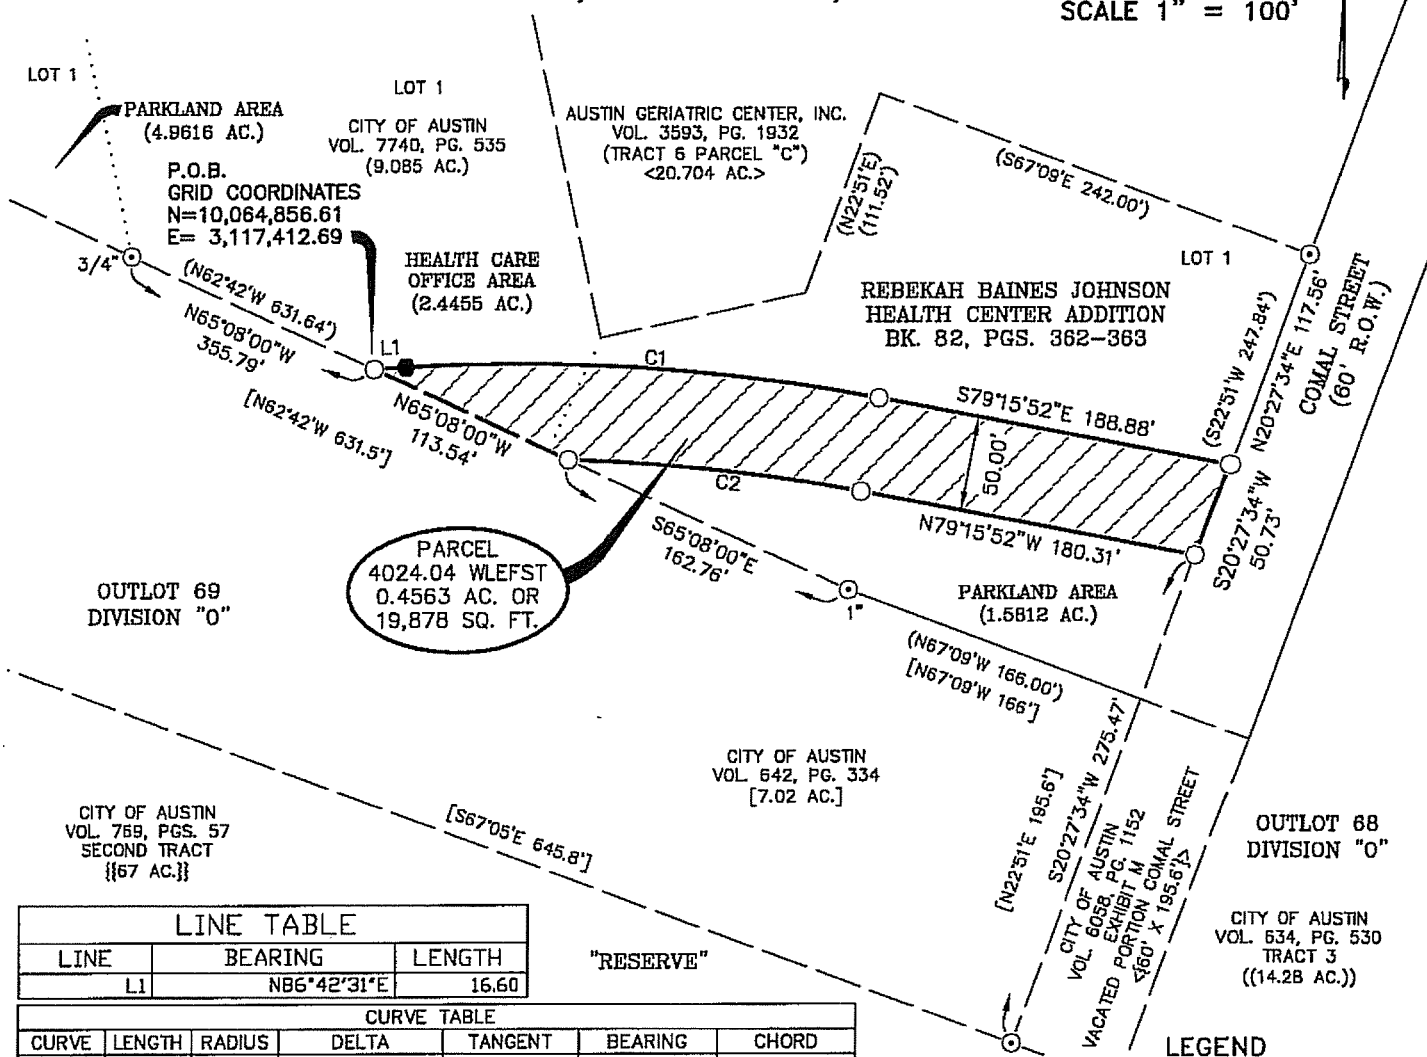 SCALE 1" = 100'
LOT 1
PARKLAND AREA
(4.9616 AC.)
LOT 1
CITY OF AUSTIN
VOL. 7740, PG. 535
(9.085 AC.)
AUSTIN GERIATRIC CENTER, INC.
VOL. 3593, PG. 1932
(TRACT 6 PARCEL "C")
<20.704 AC.>
(S67°09'E 242.00')
(N22°51'E)
(111.52')
P.O.B.
GRID COORDINATES
N=10,064,856.61
E= 3,117,412.69
3/4"
(N62°42'W 631.64')
N65°08'00"W
355.79'
[N62°42'W 631.5']
HEALTH CARE
OFFICE AREA
(2.4455 AC.)
LOT 1
REBEKAH BAINES JOHNSON
HEALTH CENTER ADDITION
BK. 82, PGS. 362-363
(S22°51'W 247.84')
N20°27'34"E 117.56'
COMAL STREET
(60' R.O.W.)
L1
C1
S79°15'52"E 188.88'
N65°08'00"W
113.54'
50.00'
C2
N79°15'52"W 180.31'
S20°27'34"W
50.73'
S65°08'00"E
162.76'
PARCEL
4024.04 WLEFST
0.4563 AC. OR
19,878 SQ. FT.
OUTLOT 69
DIVISION "O"
1"
PARKLAND AREA
(1.5812 AC.)
(N67°09'W 166.00')
[N67°09'W 166']
CITY OF AUSTIN
VOL. 642, PG. 334
[7.02 AC.]
[N22°51'E 195.6']
S20°27'34"W 275.47'
CITY OF AUSTIN
VOL. 6058, PG. 1152
EXHIBIT M
VACATED PORTION COMAL STREET
<[60' X 195.6']>
OUTLOT 68
DIVISION "O"
CITY OF AUSTIN
VOL. 634, PG. 530
TRACT 3
((14.28 AC.))
CITY OF AUSTIN
VOL. 769, PGS. 57
SECOND TRACT
[[67 AC.]]
[S67°05'E 645.8']
"RESERVE"
LINE TABLE
LINE BEARING LENGTH
L1 N86°42'31"E 16.60
CURVE TABLE
CURVE LENGTH RADIUS DELTA TANGENT BEARING CHORD
LEGEND